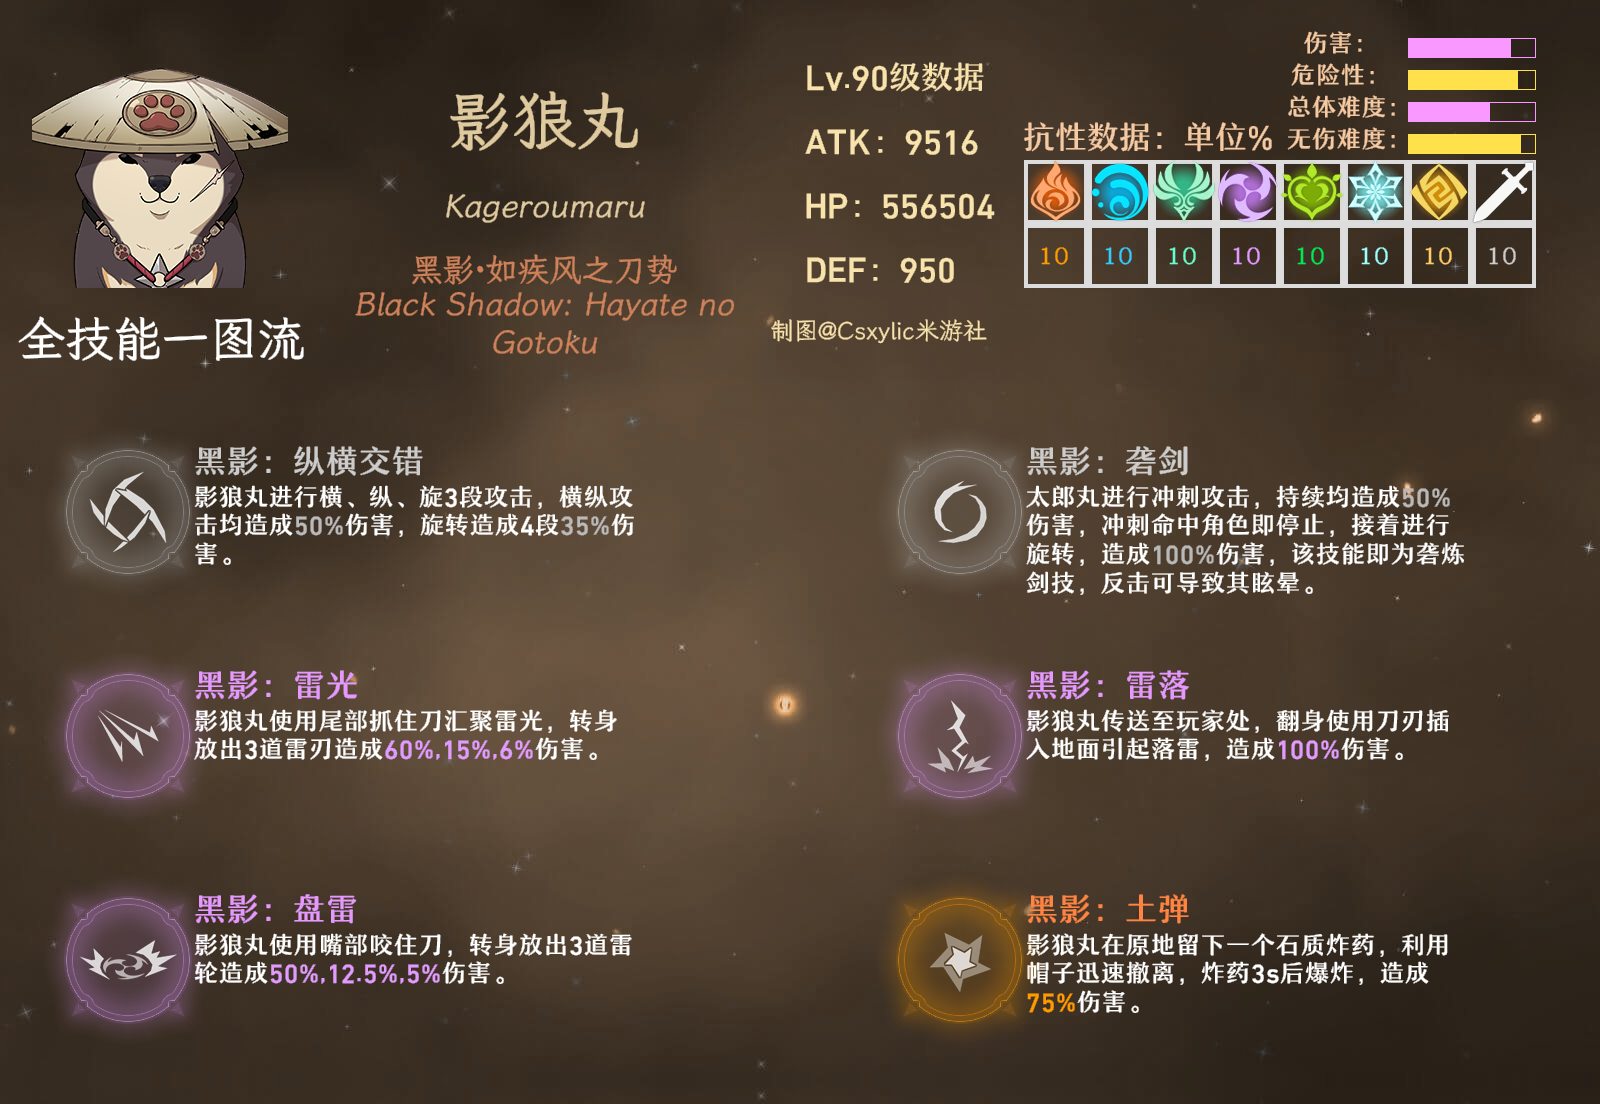 影狼丸
Kageroumaru
黑影·如疾风之刀势
Black Shadow: Hayate no
Gotoku
全技能一图流
Lv.90级数据
ATK：9516
HP：556504
DEF：950
制图@Csxylic米游社
伤害：
危险性：
总体难度：
无伤难度：
抗性数据：单位%
10 10 10 10 10 10 10 10
黑影：纵横交错
影狼丸进行横、纵、旋3段攻击，横纵攻
击均造成50%伤害，旋转造成4段35%伤
害。
黑影：砻剑
太郎丸进行冲刺攻击，持续均造成50%
伤害，冲刺命中角色即停止，接着进行
旋转，造成100%伤害，该技能即为砻炼
剑技，反击可导致其眩晕。
黑影：雷光
影狼丸使用尾部抓住刀汇聚雷光，转身
放出3道雷刃造成60%,15%,6%伤害。
黑影：雷落
影狼丸传送至玩家处，翻身使用刀刃插
入地面引起落雷，造成100%伤害。
黑影：盘雷
影狼丸使用嘴部咬住刀，转身放出3道雷
轮造成50%,12.5%,5%伤害。
黑影：土弹
影狼丸在原地留下一个石质炸药，利用
帽子迅速撤离，炸药3s后爆炸，造成
75%伤害。